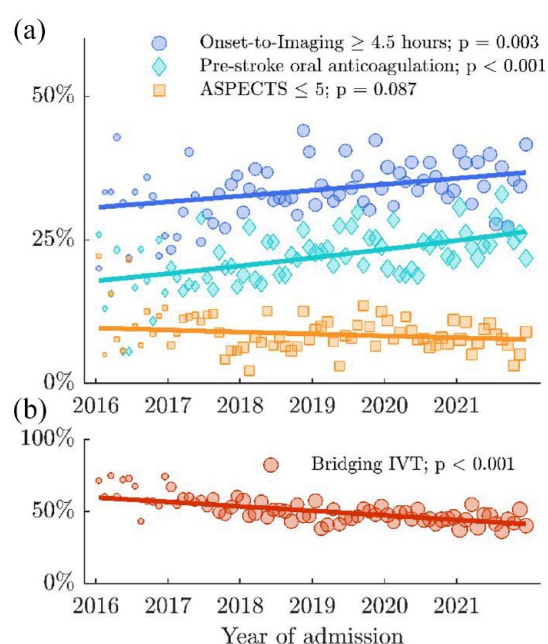 (a)
Onset-to-Imaging ≥ 4.5 hours; p = 0.003
Pre-stroke oral anticoagulation; p < 0.001
ASPECTS ≤ 5; p = 0.087
50%
25%
0%
2016 2017 2018 2019 2020 2021
(b)
100%
Bridging IVT; p < 0.001
50%
0%
2016 2017 2018 2019 2020 2021
Year of admission